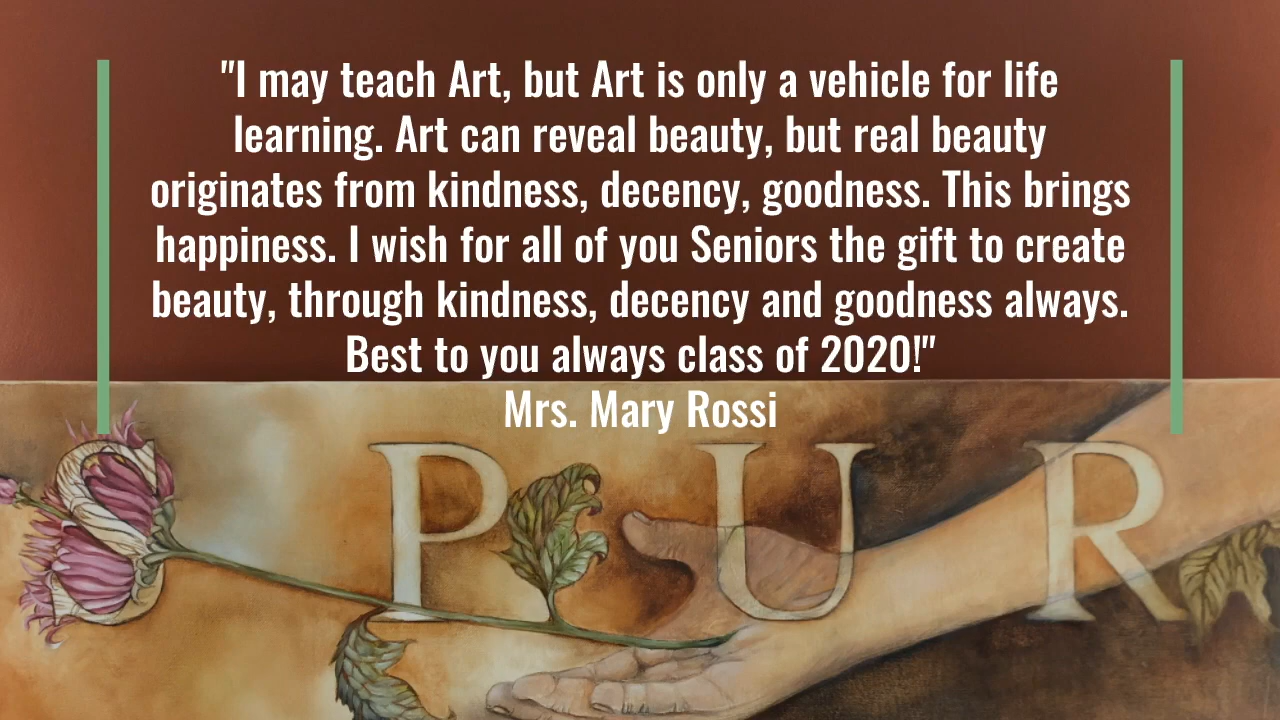 "I may teach Art, but Art is only a vehicle for life
learning. Art can reveal beauty, but real beauty
originates from kindness, decency, goodness. This brings
happiness. I wish for all of you Seniors the gift to create
beauty, through kindness, decency and goodness always.
Best to you always class of 2020!"
Mrs. Mary Rossi
P U R